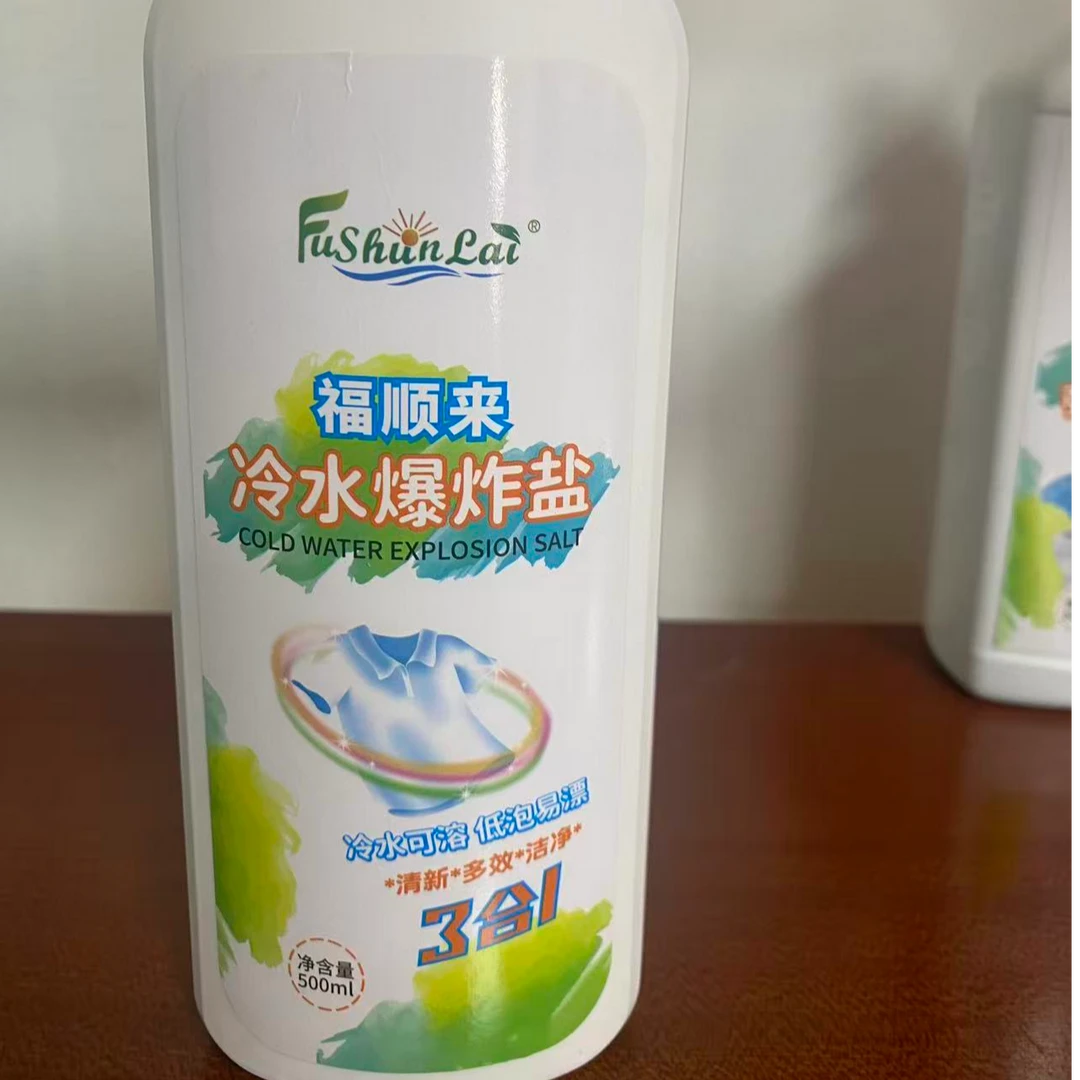 FuShunLai®
福顺来
冷水爆炸盐
COLD WATER EXPLOSION SALT
冷水可溶 低泡易漂
*清新*多效*洁净*
3合1
净含量
500ml